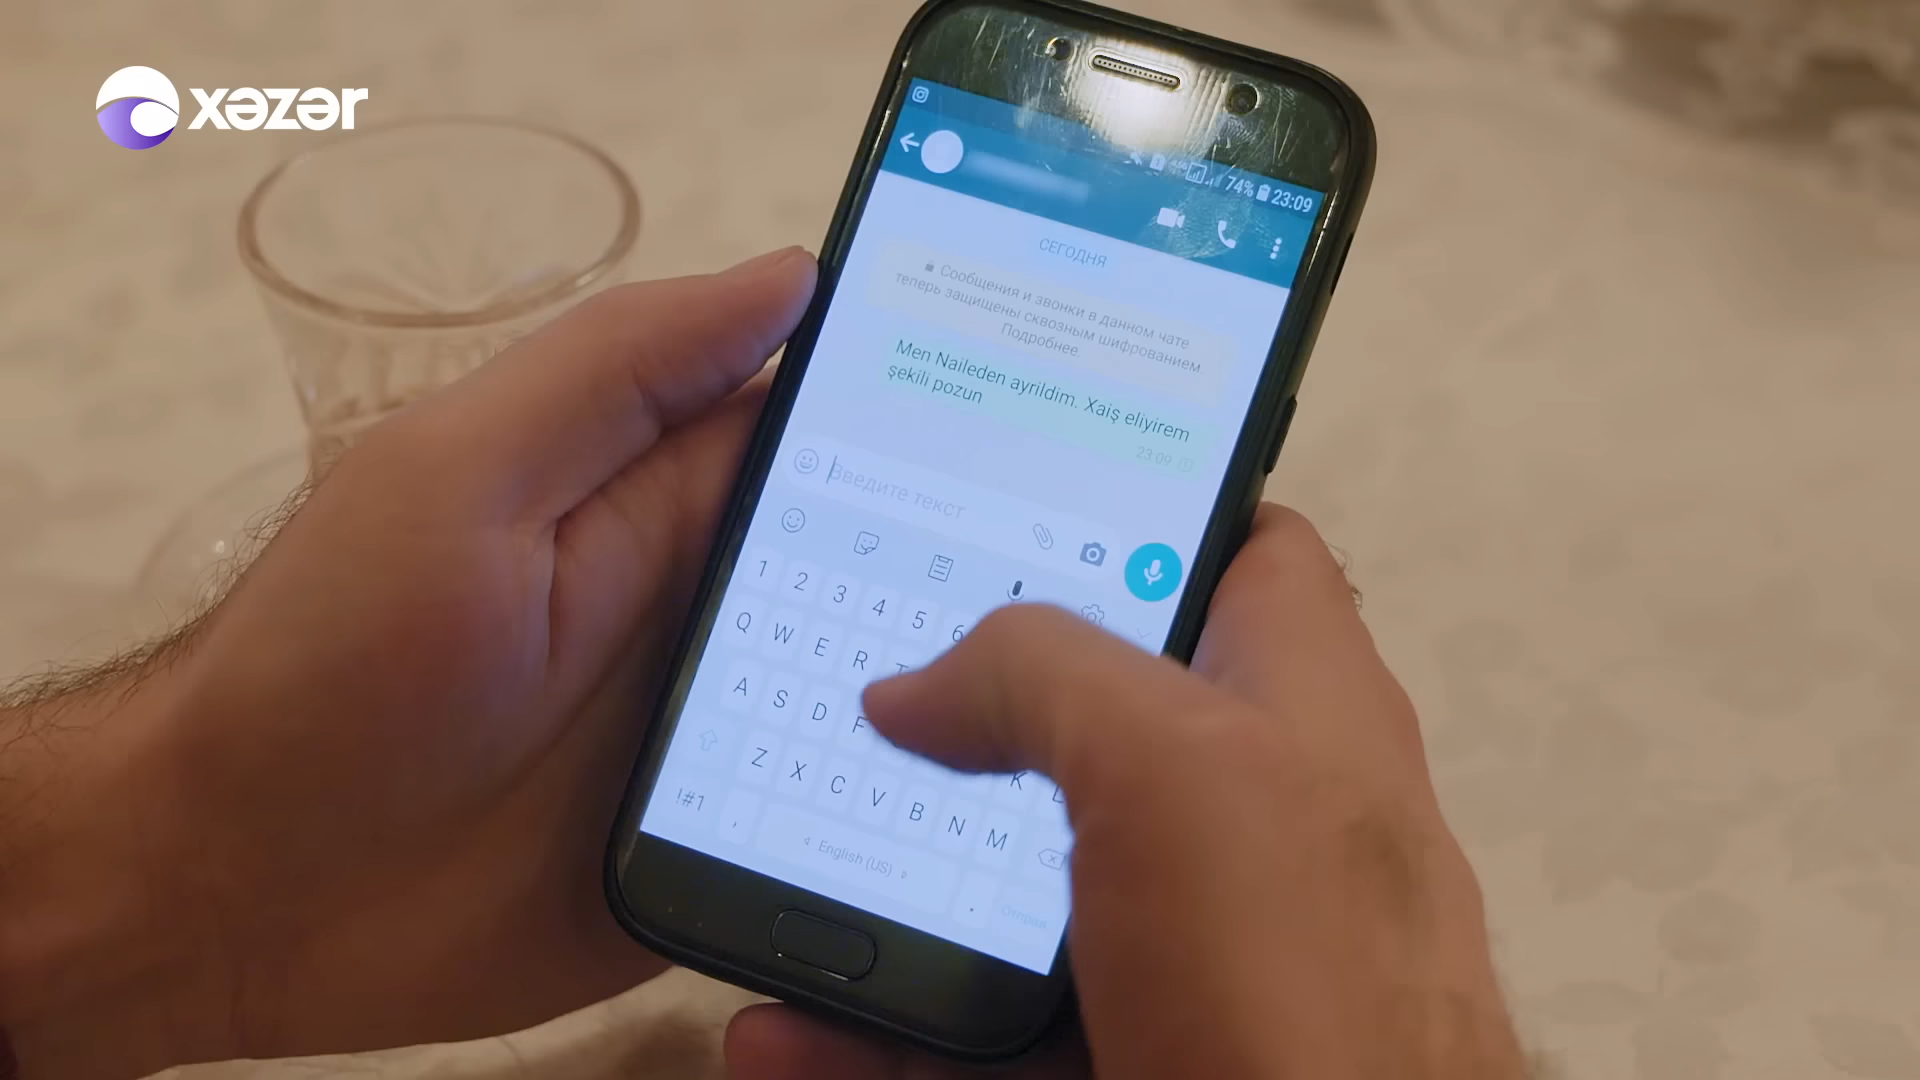 xəzər
74% 23:09
СЕГОДНЯ
Сообщения и звонки в данном чате
теперь защищены сквозным шифрованием.
Подробнее.
Men Naileden ayrildim. Xaiş eliyirem
şekili pozun
23:09
Введите текст
1 2 3 4 5 6
Q W E R T
A S D F K L
Z X C V B N M
!#1 , English (US) .